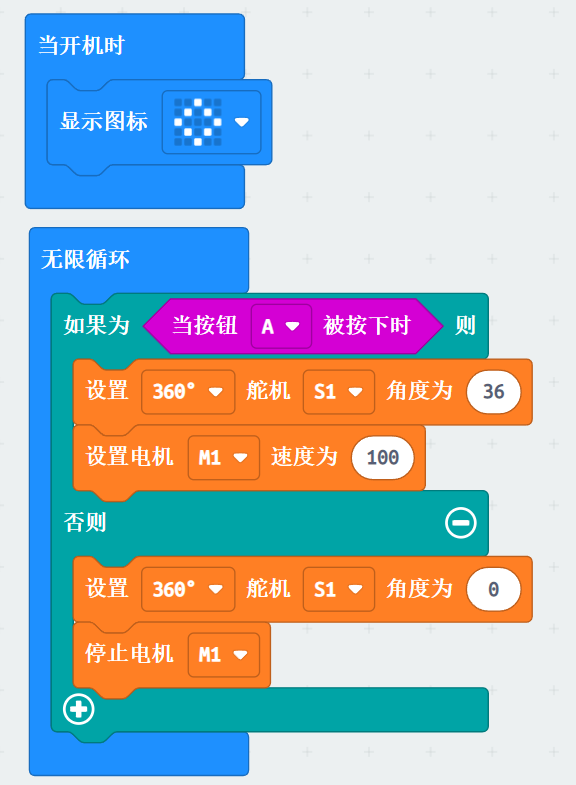 当开机时
显示图标
无限循环
如果为 当按钮 A 被按下时 则
设置 360° 舵机 S1 角度为 36
设置电机 M1 速度为 100
否则
设置 360° 舵机 S1 角度为 0
停止电机 M1